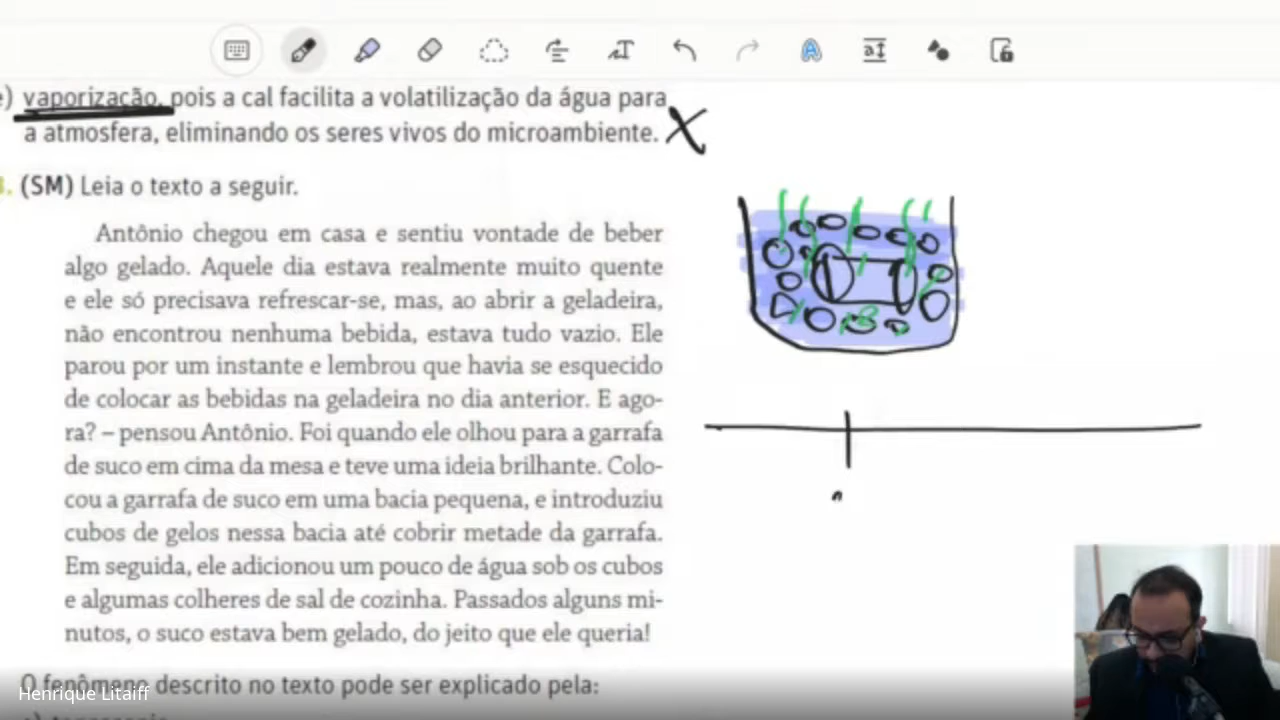 e) vaporização, pois a cal facilita a volatilização da água para
a atmosfera, eliminando os seres vivos do microambiente. X
3. (SM) Leia o texto a seguir.
Antônio chegou em casa e sentiu vontade de beber
algo gelado. Aquele dia estava realmente muito quente
e ele só precisava refrescar-se, mas, ao abrir a geladeira,
não encontrou nenhuma bebida, estava tudo vazio. Ele
parou por um instante e lembrou que havia se esquecido
de colocar as bebidas na geladeira no dia anterior. E ago-
ra? – pensou Antônio. Foi quando ele olhou para a garrafa
de suco em cima da mesa e teve uma ideia brilhante. Colo-
cou a garrafa de suco em uma bacia pequena, e introduziu
cubos de gelos nessa bacia até cobrir metade da garrafa.
Em seguida, ele adicionou um pouco de água sob os cubos
e algumas colheres de sal de cozinha. Passados alguns mi-
nutos, o suco estava bem gelado, do jeito que ele queria!
O fenômeno descrito no texto pode ser explicado pela:
Henrique Litaiff